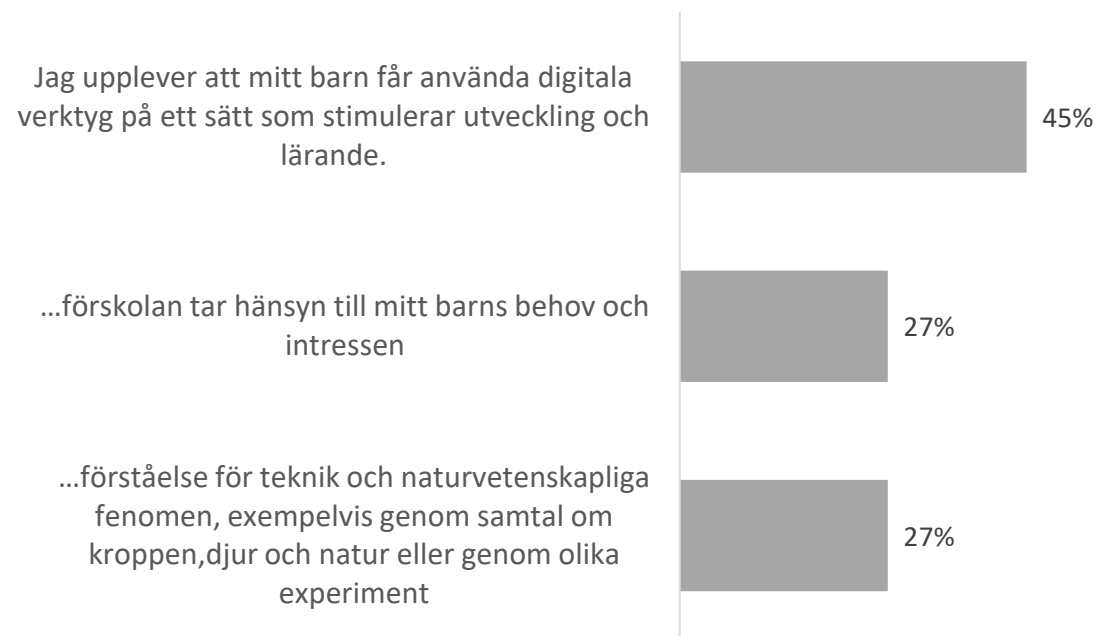 Jag upplever att mitt barn får använda digitala
verktyg på ett sätt som stimulerar utveckling och
lärande.
45%
...förskolan tar hänsyn till mitt barns behov och
intressen
27%
...förståelse för teknik och naturvetenskapliga
fenomen, exempelvis genom samtal om
kroppen,djur och natur eller genom olika
experiment
27%